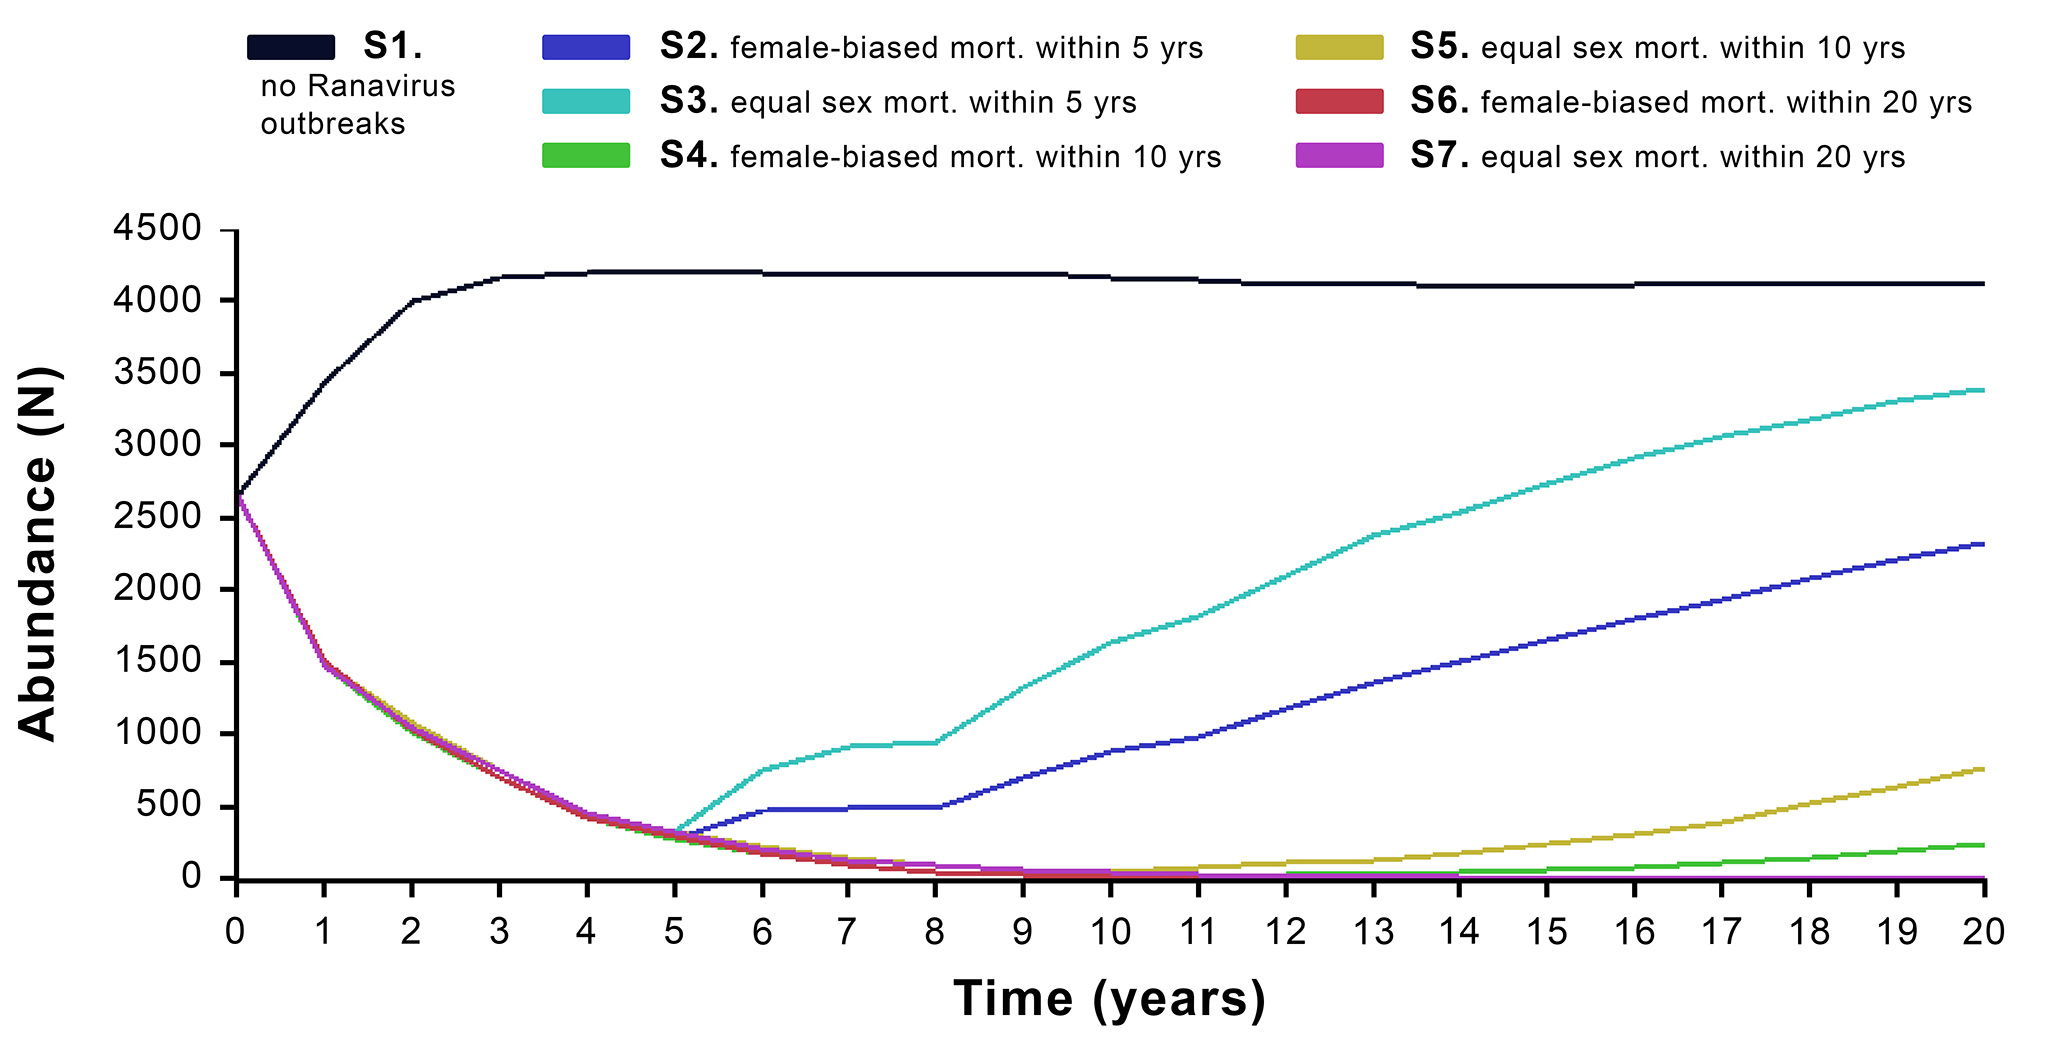 S1. no Ranavirus outbreaks
S2. female-biased mort. within 5 yrs
S3. equal sex mort. within 5 yrs
S4. female-biased mort. within 10 yrs
S5. equal sex mort. within 10 yrs
S6. female-biased mort. within 20 yrs
S7. equal sex mort. within 20 yrs
Abundance (N)
4500
4000
3500
3000
2500
2000
1500
1000
500
0
0 1 2 3 4 5 6 7 8 9 10 11 12 13 14 15 16 17 18 19 20
Time (years)